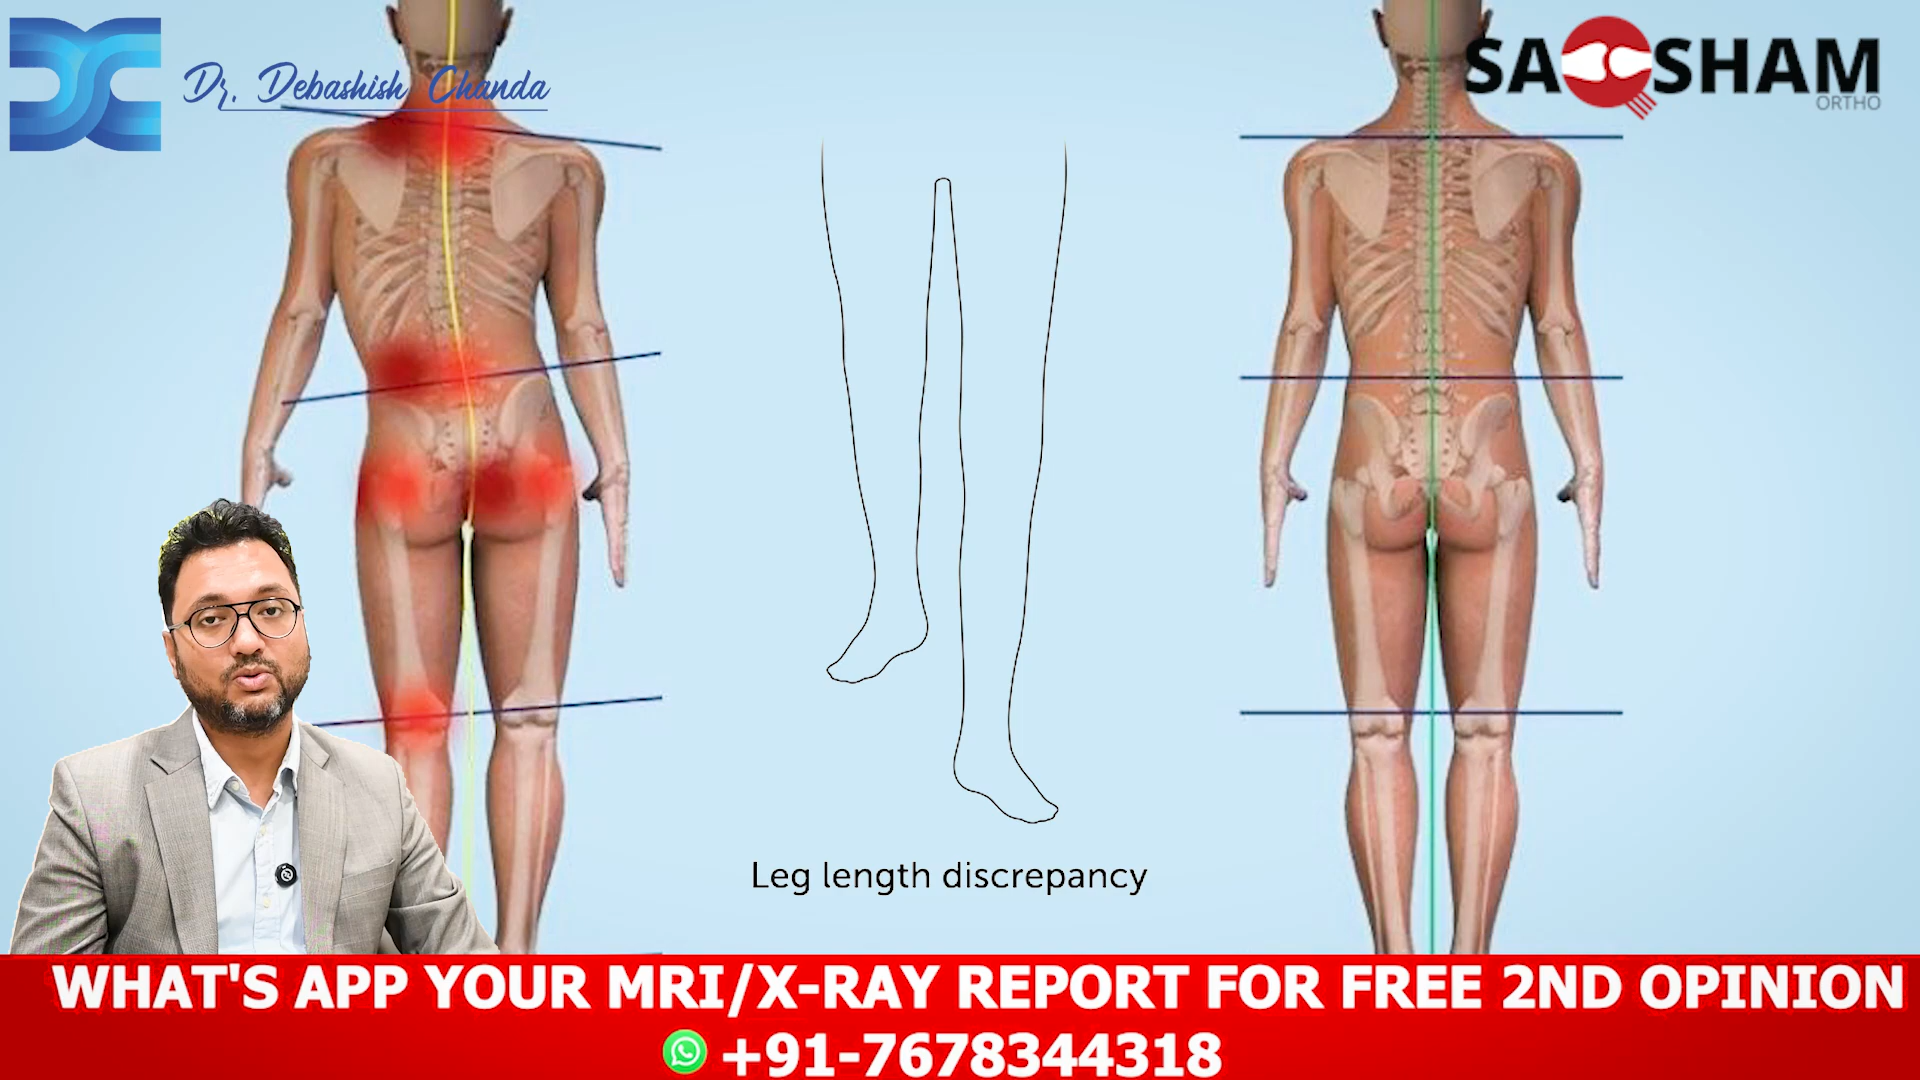 Dr. Debashish Chanda
SAQSHAM
ORTHO
Leg length discrepancy
WHAT'S APP YOUR MRI/X-RAY REPORT FOR FREE 2ND OPINION
+91-7678344318